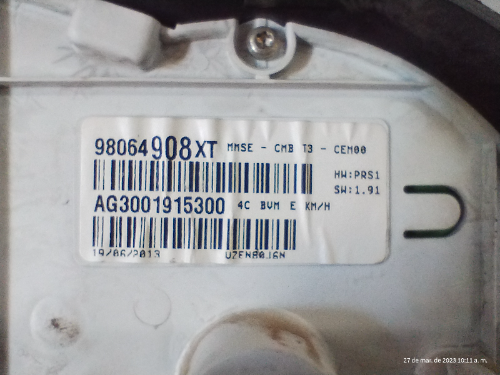 98064908XT MMSE - CMB T3 - CEM00
HW:PRS1
SW:1.91
AG3001915300 4C BVM E KM/H
19/06/2013 UZEN80J6N
27 de mar. de 2023 10:11 a. m.